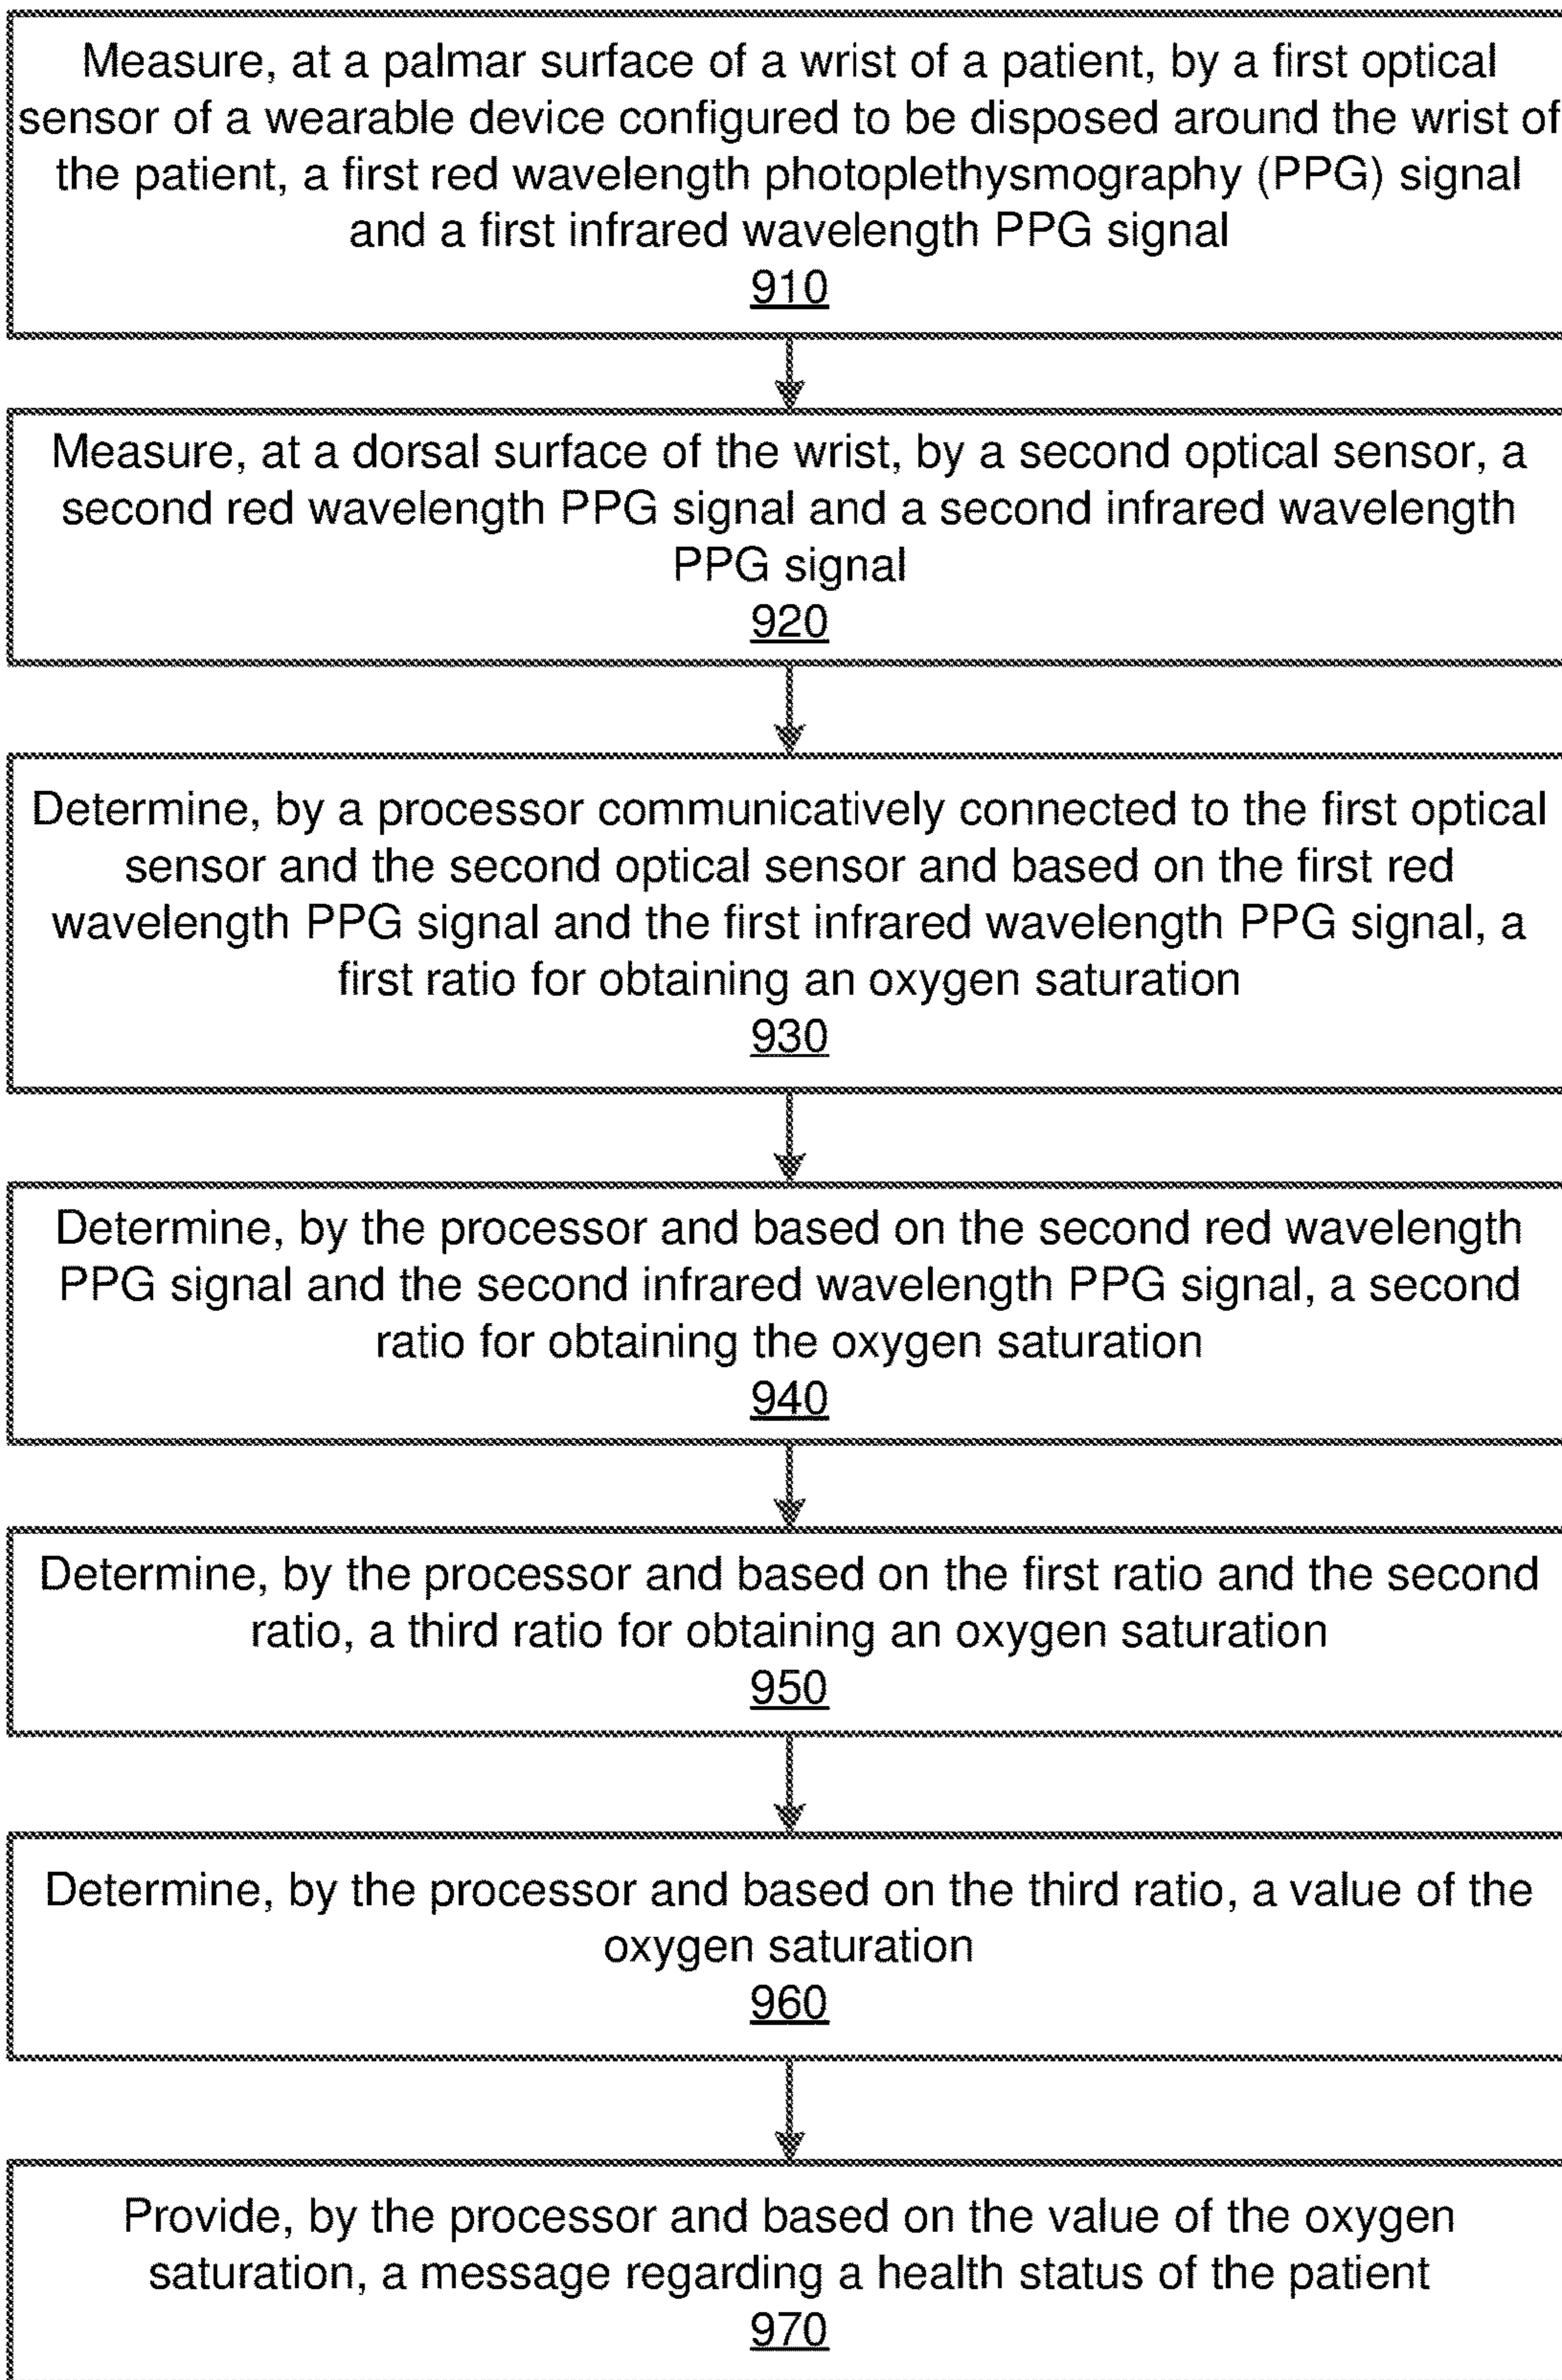 Measure, at a palmar surface of a wrist of a patient, by a first optical
sensor of a wearable device configured to be disposed around the wrist of
the patient, a first red wavelength photoplethysmography (PPG) signal
and a first infrared wavelength PPG signal
910
Measure, at a dorsal surface of the wrist, by a second optical sensor, a
second red wavelength PPG signal and a second infrared wavelength
PPG signal
920
Determine, by a processor communicatively connected to the first optical
sensor and the second optical sensor and based on the first red
wavelength PPG signal and the first infrared wavelength PPG signal, a
first ratio for obtaining an oxygen saturation
930
Determine, by the processor and based on the second red wavelength
PPG signal and the second infrared wavelength PPG signal, a second
ratio for obtaining the oxygen saturation
940
Determine, by the processor and based on the first ratio and the second
ratio, a third ratio for obtaining an oxygen saturation
950
Determine, by the processor and based on the third ratio, a value of the
oxygen saturation
960
Provide, by the processor and based on the value of the oxygen
saturation, a message regarding a health status of the patient
970